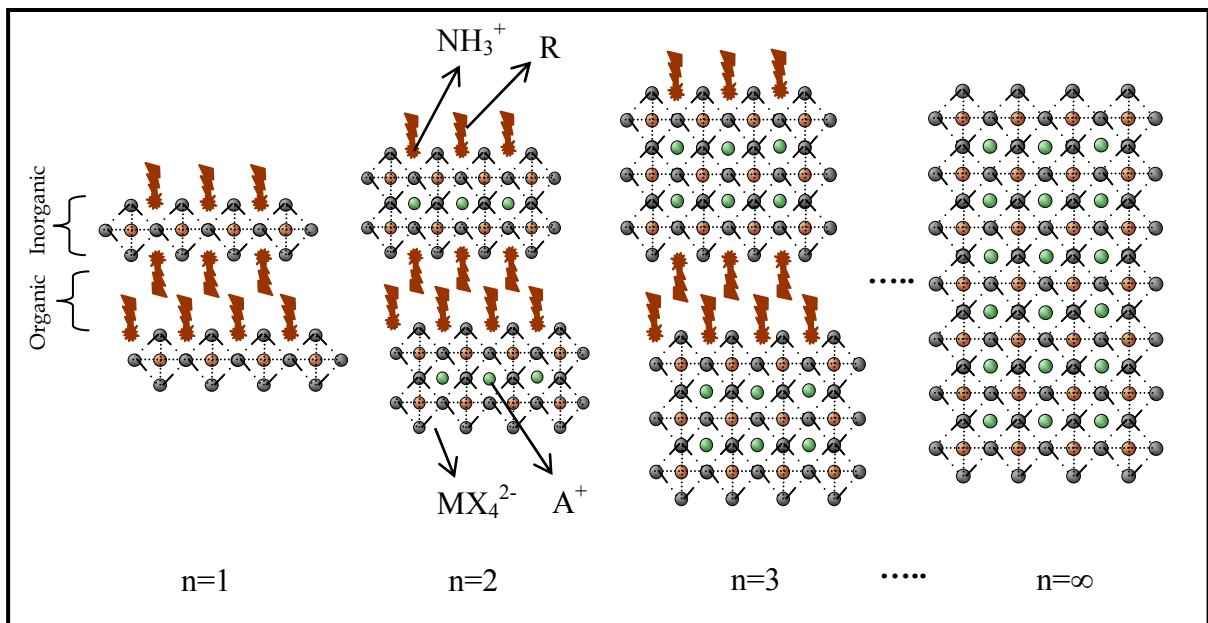 NH₃⁺
R
Inorganic
Organic
MX₄²⁻
A⁺
n=1
n=2
n=3
n=∞